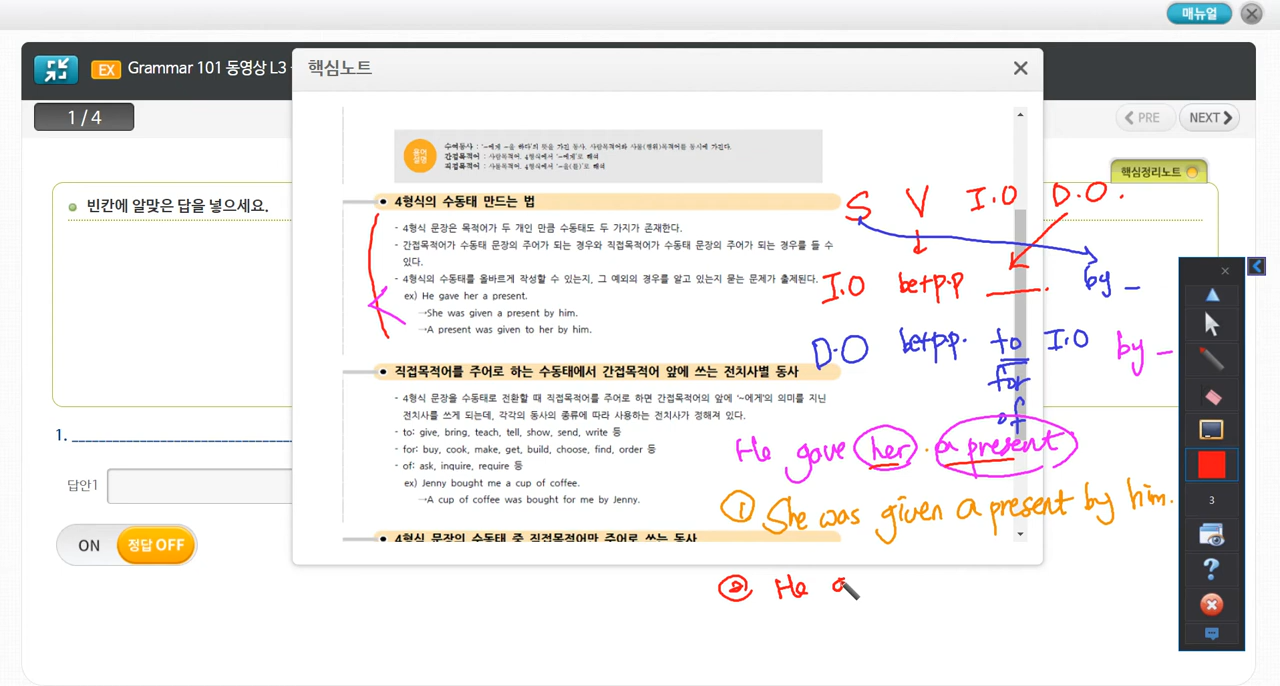 매뉴얼
EX Grammar 101 동영상 L3
핵심노트
1 / 4
PRE
NEXT
핵심정리노트
빈칸에 알맞은 답을 넣으세요.
용어
설명
수여동사 : '~에게 ~을 하다'의 뜻을 가진 동사. 사람목적어와 사물(행위)목적어를 동시에 가진다.
간접목적어 : 사람목적어. 4형식에서 '~에게'로 해석
직접목적어 : 사물목적어. 4형식에서 '~을(를)'로 해석
4형식의 수동태 만드는 법
- 4형식 문장은 목적어가 두 개인 만큼 수동태도 두 가지가 존재한다.
- 간접목적어가 수동태 문장의 주어가 되는 경우와 직접목적어가 수동태 문장의 주어가 되는 경우를 들 수
있다.
- 4형식의 수동태를 올바르게 작성할 수 있는지, 그 예외의 경우를 알고 있는지 묻는 문제가 출제된다.
ex) He gave her a present.
→She was given a present by him.
→A present was given to her by him.
직접목적어를 주어로 하는 수동태에서 간접목적어 앞에 쓰는 전치사별 동사
- 4형식 문장을 수동태로 전환할 때 직접목적어를 주어로 하면 간접목적어의 앞에 '~에게'의 의미를 지닌
전치사를 쓰게 되는데, 각각의 동사의 종류에 따라 사용하는 전치사가 정해져 있다.
- to: give, bring, teach, tell, show, send, write 등
- for: buy, cook, make, get, build, choose, find, order 등
- of: ask, inquire, require 등
ex) Jenny bought me a cup of coffee.
→A cup of coffee was bought for me by Jenny.
4형식 문장의 수동태 중 직접목적어만 주어로 쓰는 동사
S V I.O D.O.
I.O be+p.p ___. by _
D.O be+p.p. to I.O by _
for
of
He gave her a present
① She was given a present by him.
② He
1.
답안1
ON 정답 OFF
3